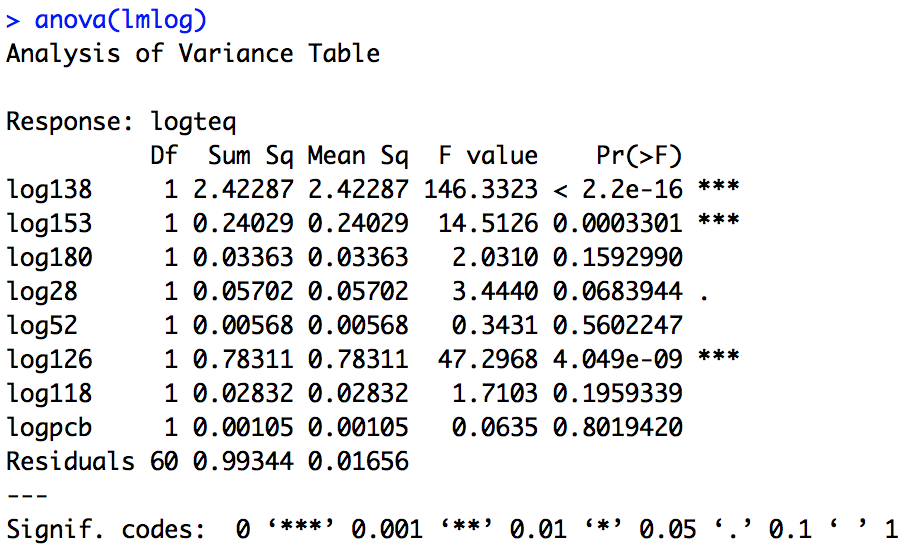 > anova(lmlog)
Analysis of Variance Table

Response: logteq
          Df  Sum Sq Mean Sq  F value    Pr(>F)
log138     1 2.42287 2.42287 146.3323 < 2.2e-16 ***
log153     1 0.24029 0.24029  14.5126 0.0003301 ***
log180     1 0.03363 0.03363   2.0310 0.1592990
log28      1 0.05702 0.05702   3.4440 0.0683944 .
log52      1 0.00568 0.00568   0.3431 0.5602247
log126     1 0.78311 0.78311  47.2968 4.049e-09 ***
log118     1 0.02832 0.02832   1.7103 0.1959339
logpcb     1 0.00105 0.00105   0.0635 0.8019420
Residuals 60 0.99344 0.01656
---
Signif. codes:  0 ‘***’ 0.001 ‘**’ 0.01 ‘*’ 0.05 ‘.’ 0.1 ‘ ’ 1